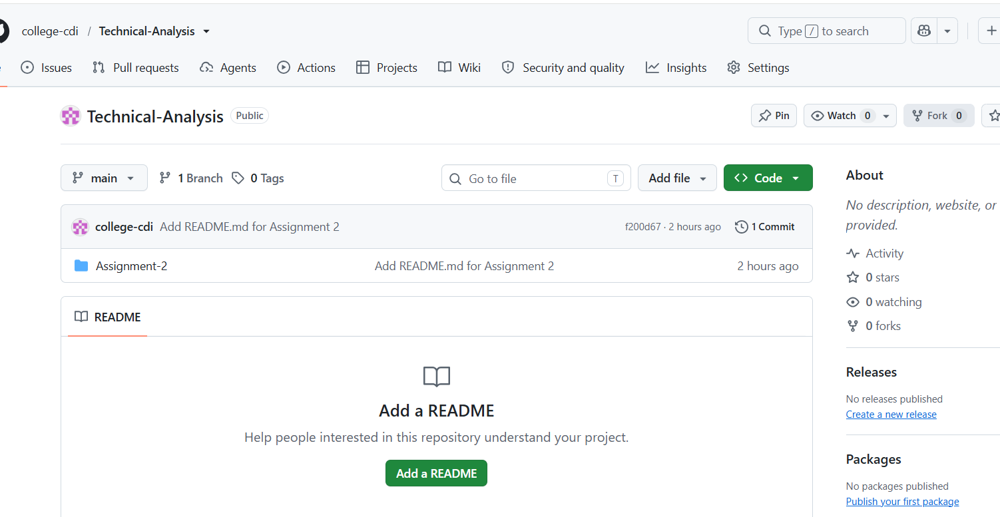 college-cdi / Technical-Analysis
Type / to search
Issues
Pull requests
Agents
Actions
Projects
Wiki
Security and quality
Insights
Settings
Technical-Analysis Public
Pin
Watch 0
Fork 0
main
1 Branch
0 Tags
Go to file T
Add file
Code
college-cdi Add README.md for Assignment 2
f200d67 · 2 hours ago
1 Commit
Assignment-2
Add README.md for Assignment 2
2 hours ago
README
Add a README
Help people interested in this repository understand your project.
Add a README
About
No description, website, or
provided.
Activity
0 stars
0 watching
0 forks
Releases
No releases published
Create a new release
Packages
No packages published
Publish your first package